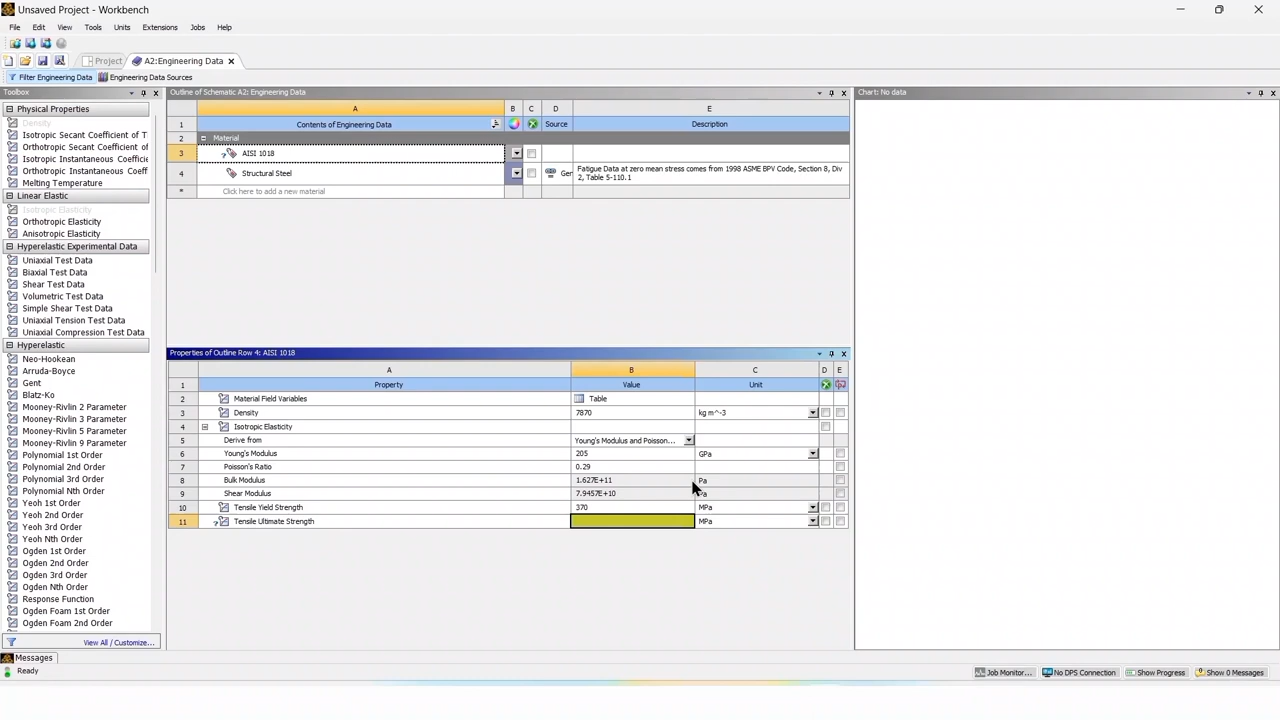 Unsaved Project - Workbench
File Edit View Tools Units Extensions Jobs Help
Project A2:Engineering Data
Filter Engineering Data Engineering Data Sources
Toolbox
Physical Properties
Density
Isotropic Secant Coefficient of T
Orthotropic Secant Coefficient of
Isotropic Instantaneous Coefficie
Orthotropic Instantaneous Coeff
Melting Temperature
Linear Elastic
Isotropic Elasticity
Orthotropic Elasticity
Anisotropic Elasticity
Hyperelastic Experimental Data
Uniaxial Test Data
Biaxial Test Data
Shear Test Data
Volumetric Test Data
Simple Shear Test Data
Uniaxial Tension Test Data
Uniaxial Compression Test Data
Hyperelastic
Neo-Hookean
Arruda-Boyce
Gent
Blatz-Ko
Mooney-Rivlin 2 Parameter
Mooney-Rivlin 3 Parameter
Mooney-Rivlin 5 Parameter
Mooney-Rivlin 9 Parameter
Polynomial 1st Order
Polynomial 2nd Order
Polynomial 3rd Order
Polynomial Nth Order
Yeoh 1st Order
Yeoh 2nd Order
Yeoh 3rd Order
Yeoh Nth Order
Ogden 1st Order
Ogden 2nd Order
Ogden 3rd Order
Ogden Nth Order
Response Function
Ogden Foam 1st Order
Ogden Foam 2nd Order
View All / Customize...
Outline of Schematic A2: Engineering Data
A B C D E
1 Contents of Engineering Data Source Description
2 Material
3 AISI 1018
4 Structural Steel Ger Fatigue Data at zero mean stress comes from 1998 ASME BPV Code, Section 8, Div
2, Table 5-110.1
* Click here to add a new material
Properties of Outline Row 4: AISI 1018
A B C D E
1 Property Value Unit
2 Material Field Variables Table
3 Density 7870 kg m^-3
4 Isotropic Elasticity
5 Derive from Young's Modulus and Poisson...
6 Young's Modulus 205 GPa
7 Poisson's Ratio 0.29
8 Bulk Modulus 1.627E+11 Pa
9 Shear Modulus 7.9457E+10 Pa
10 Tensile Yield Strength 370 MPa
11 Tensile Ultimate Strength MPa
Chart: No data
Messages
Ready
Job Monitor... No DPS Connection Show Progress Show 0 Messages